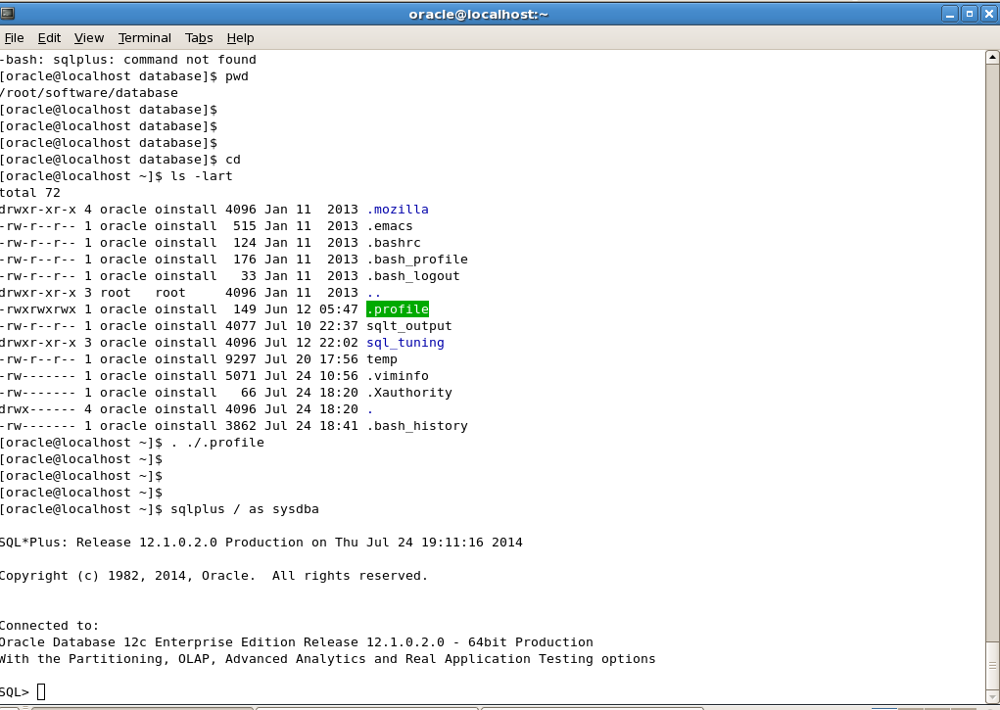 oracle@localhost:~
File Edit View Terminal Tabs Help
-bash: sqlplus: command not found
[oracle@localhost database]$ pwd
/root/software/database
[oracle@localhost database]$
[oracle@localhost database]$
[oracle@localhost database]$
[oracle@localhost database]$ cd
[oracle@localhost ~]$ ls -lart
total 72
drwxr-xr-x 4 oracle oinstall 4096 Jan 11  2013 .mozilla
-rw-r--r-- 1 oracle oinstall  515 Jan 11  2013 .emacs
-rw-r--r-- 1 oracle oinstall  124 Jan 11  2013 .bashrc
-rw-r--r-- 1 oracle oinstall  176 Jan 11  2013 .bash_profile
-rw-r--r-- 1 oracle oinstall   33 Jan 11  2013 .bash_logout
drwxr-xr-x 3 root   root     4096 Jan 11  2013 ..
-rwxrwxrwx 1 oracle oinstall  149 Jun 12 05:47 .profile
-rw-r--r-- 1 oracle oinstall 4077 Jul 10 22:37 sqlt_output
drwxr-xr-x 3 oracle oinstall 4096 Jul 12 22:02 sql_tuning
-rw-r--r-- 1 oracle oinstall 9297 Jul 20 17:56 temp
-rw------- 1 oracle oinstall 5071 Jul 24 10:56 .viminfo
-rw------- 1 oracle oinstall   66 Jul 24 18:20 .Xauthority
drwx------ 4 oracle oinstall 4096 Jul 24 18:20 .
-rw------- 1 oracle oinstall 3862 Jul 24 18:41 .bash_history
[oracle@localhost ~]$ . ./.profile
[oracle@localhost ~]$
[oracle@localhost ~]$
[oracle@localhost ~]$
[oracle@localhost ~]$ sqlplus / as sysdba
SQL*Plus: Release 12.1.0.2.0 Production on Thu Jul 24 19:11:16 2014
Copyright (c) 1982, 2014, Oracle.  All rights reserved.
Connected to:
Oracle Database 12c Enterprise Edition Release 12.1.0.2.0 - 64bit Production
With the Partitioning, OLAP, Advanced Analytics and Real Application Testing options
SQL>